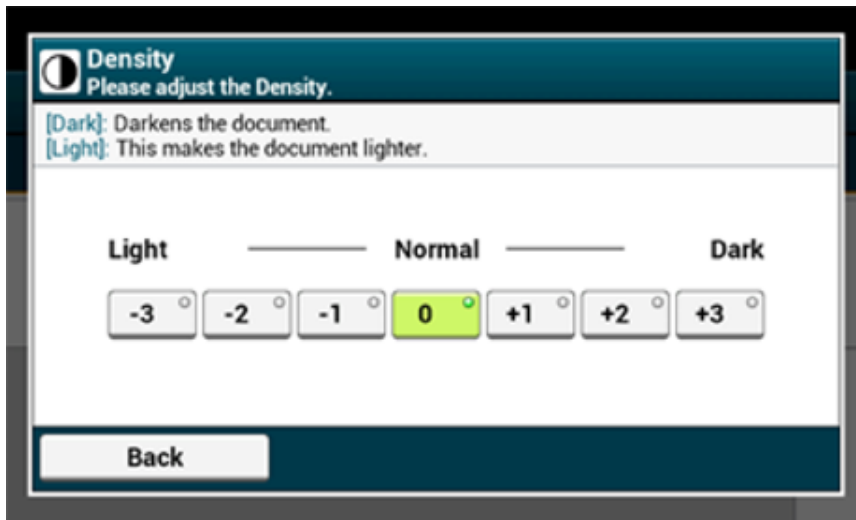 Density
Please adjust the Density.
[Dark]: Darkens the document.
[Light]: This makes the document lighter.
Light Normal Dark
-3 -2 -1 0 +1 +2 +3
Back